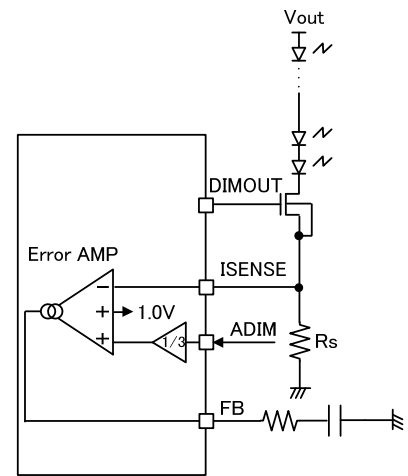 Vout
DIMOUT
Error AMP
ISENSE
−
+
1.0V
ADIM
+
1/3
Rs
FB